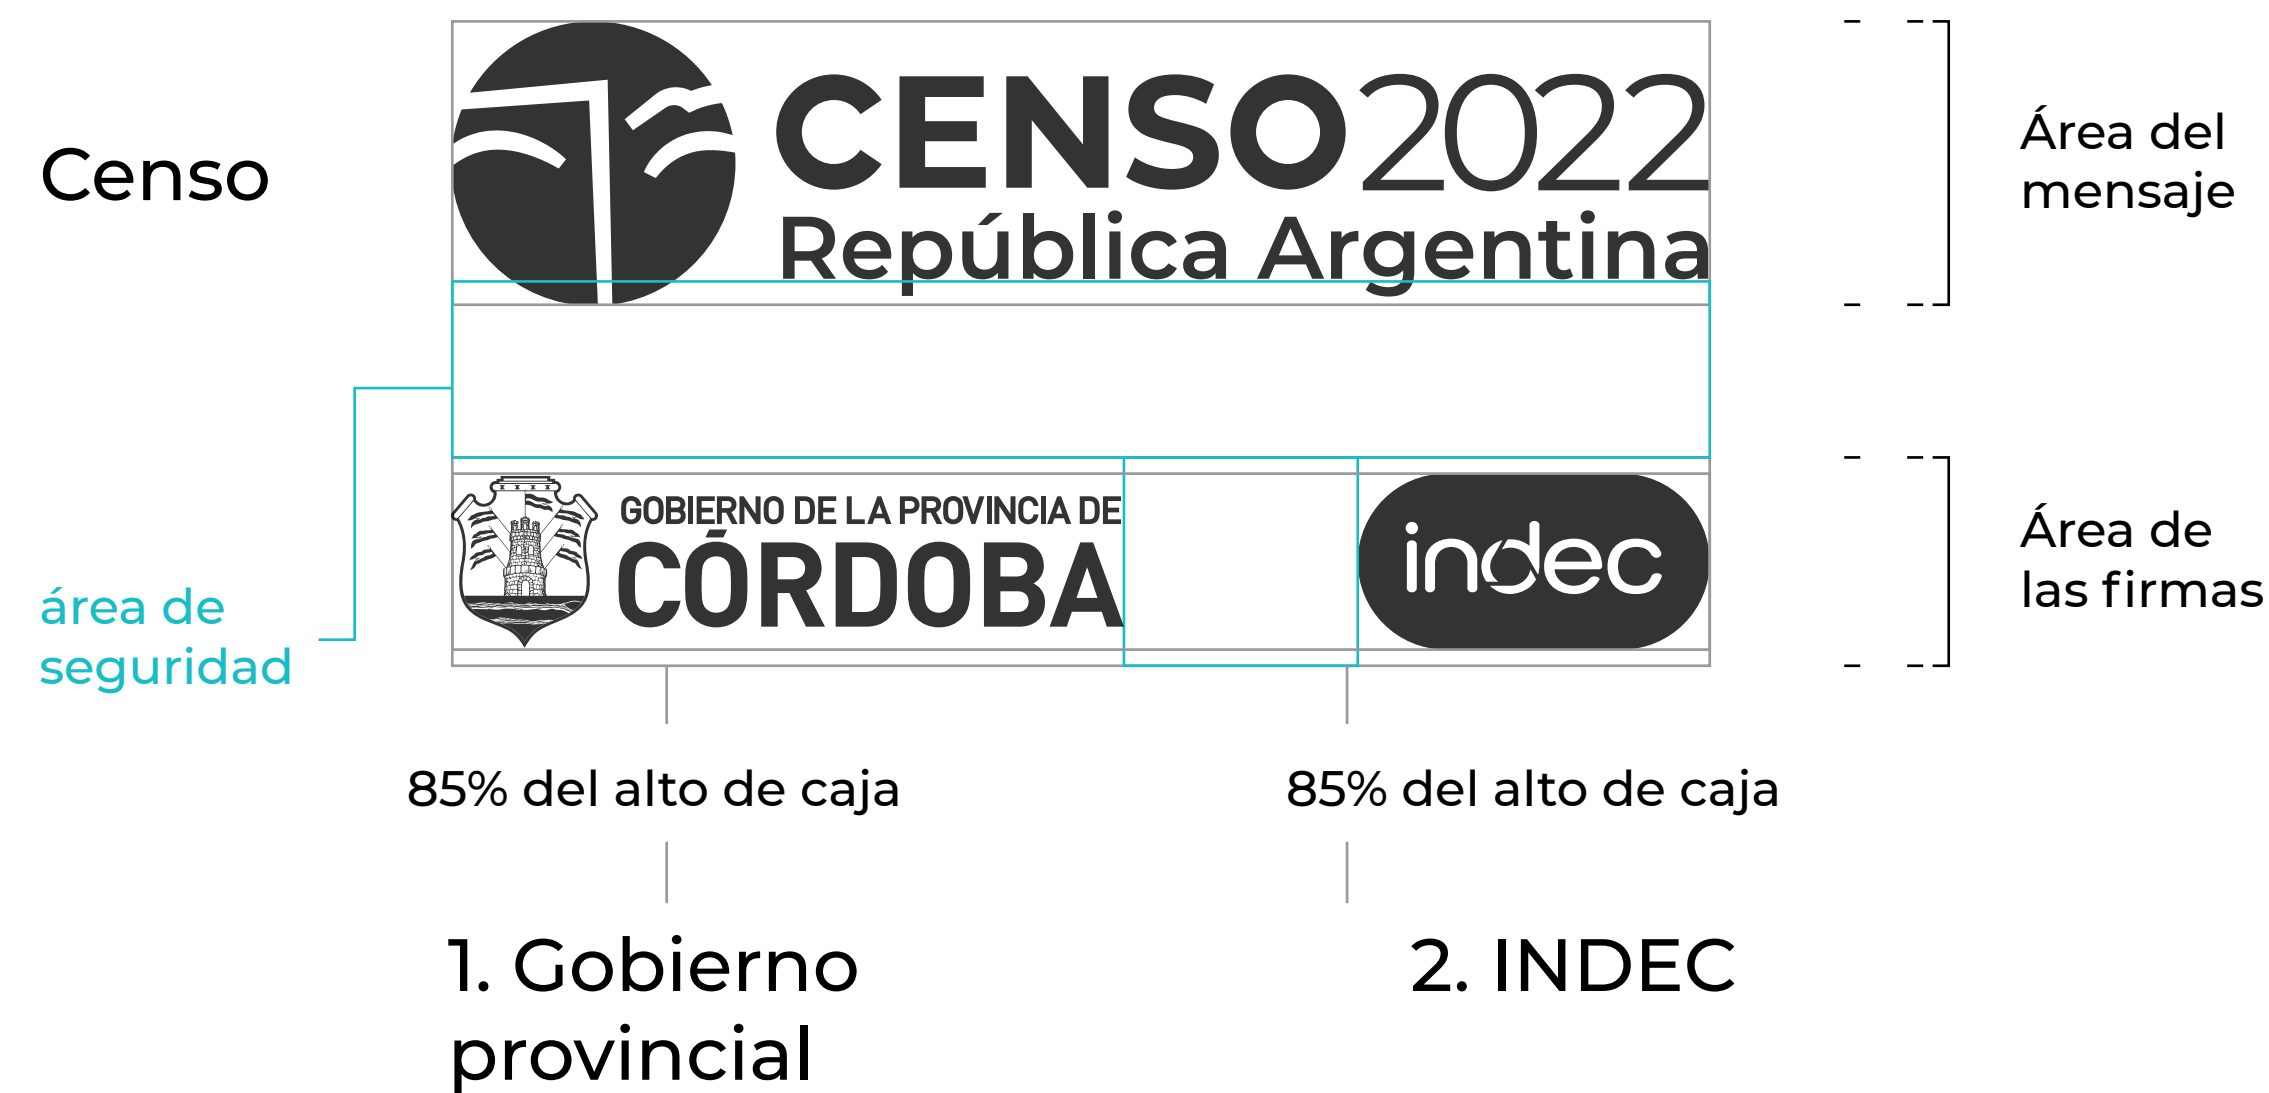 Censo
CENSO2022
República Argentina
Área del
mensaje
área de
seguridad
GOBIERNO DE LA PROVINCIA DE
CÓRDOBA
indec
Área de
las firmas
85% del alto de caja
85% del alto de caja
1. Gobierno
provincial
2. INDEC